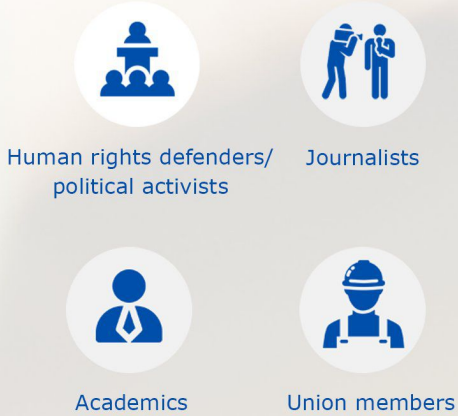 Human rights defenders/
political activists
Journalists
Academics
Union members